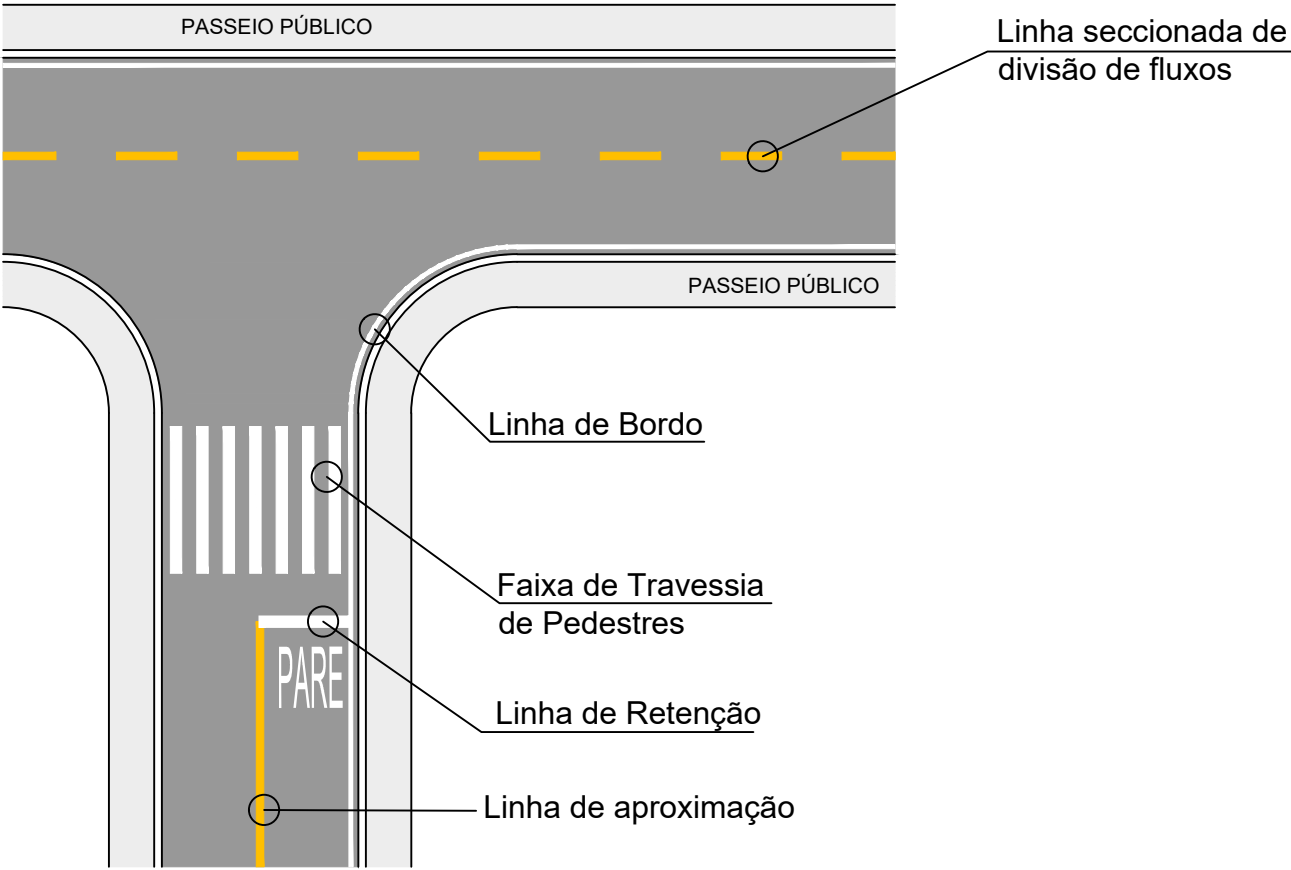 PASSEIO PÚBLICO
Linha seccionada de
divisão de fluxos
PASSEIO PÚBLICO
Linha de Bordo
Faixa de Travessia
de Pedestres
PARE
Linha de Retenção
Linha de aproximação